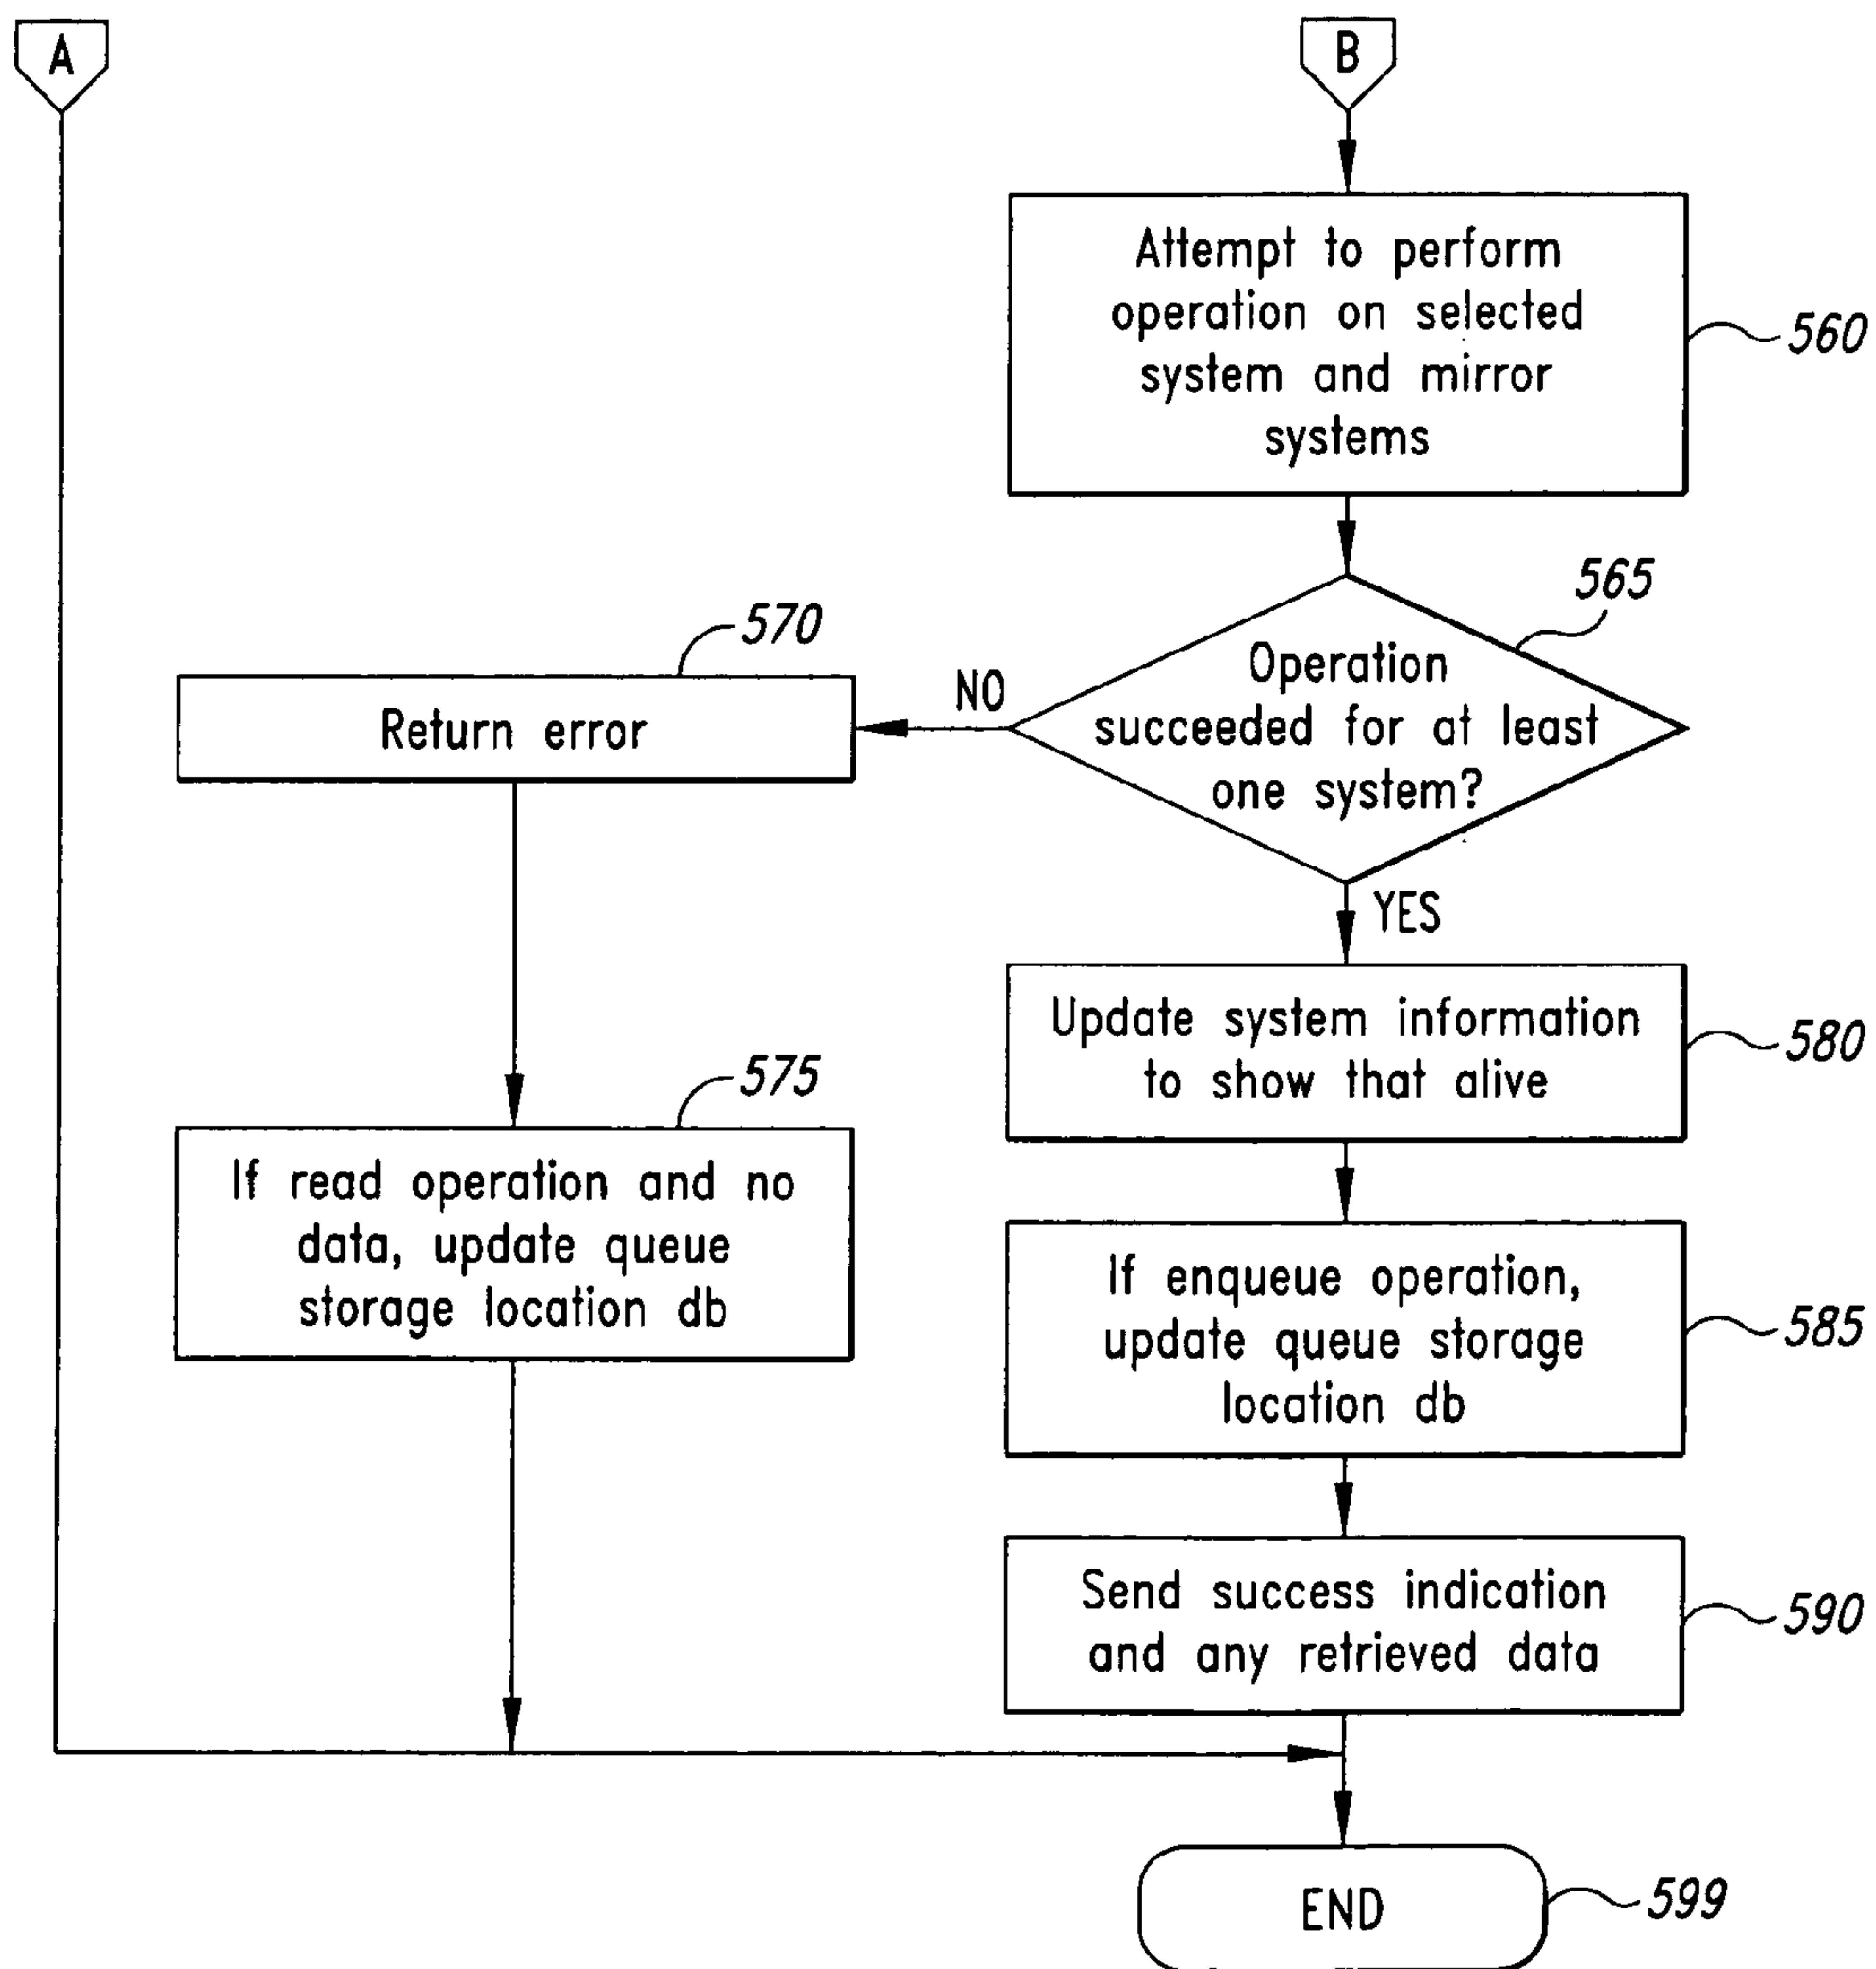 A
B
Attempt to perform
operation on selected
system and mirror
systems
560
565
Operation
succeeded for at least
one system?
NO
570
Return error
YES
Update system information
to show that alive
580
575
If read operation and no
data, update queue
storage location db
If enqueue operation,
update queue storage
location db
585
Send success indication
and any retrieved data
590
END
599